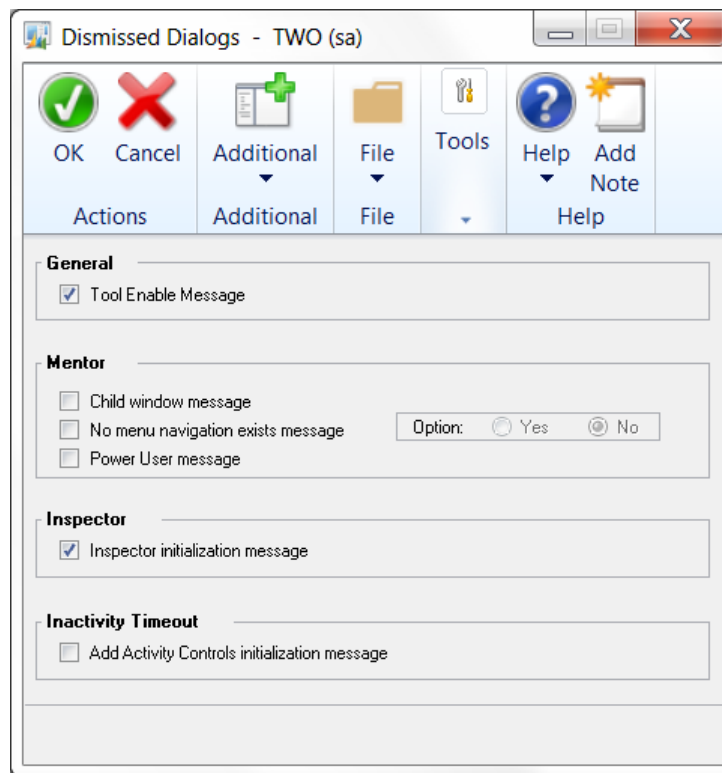 Dismissed Dialogs - TWO (sa)
OK Cancel Additional File Tools Help Add Note
Actions Additional File Help
General
Tool Enable Message
Mentor
Child window message
No menu navigation exists message Option: Yes No
Power User message
Inspector
Inspector initialization message
Inactivity Timeout
Add Activity Controls initialization message